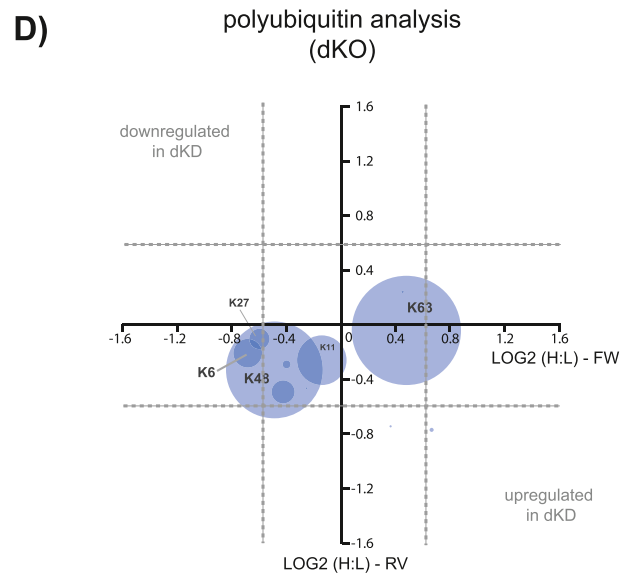 D)
polyubiquitin analysis
(dKO)
downregulated
in dKD
1.6
1.2
0.8
0.4
K27
K63
-1.6
-1.2
-0.8
-0.4
0
0.4
0.8
1.2
1.6
K11
LOG2 (H:L) - FW
K6
K48
-0.4
-0.8
-1.2
upregulated
in dKD
-1.6
LOG2 (H:L) - RV